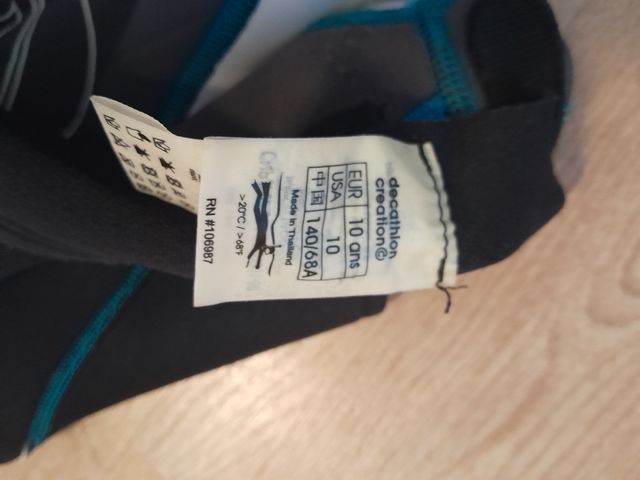 decathlon
creation©
EUR 10 ans
USA 10
中国 140/68A
Made in Thailand
>20°C / >68°F
RN #106987